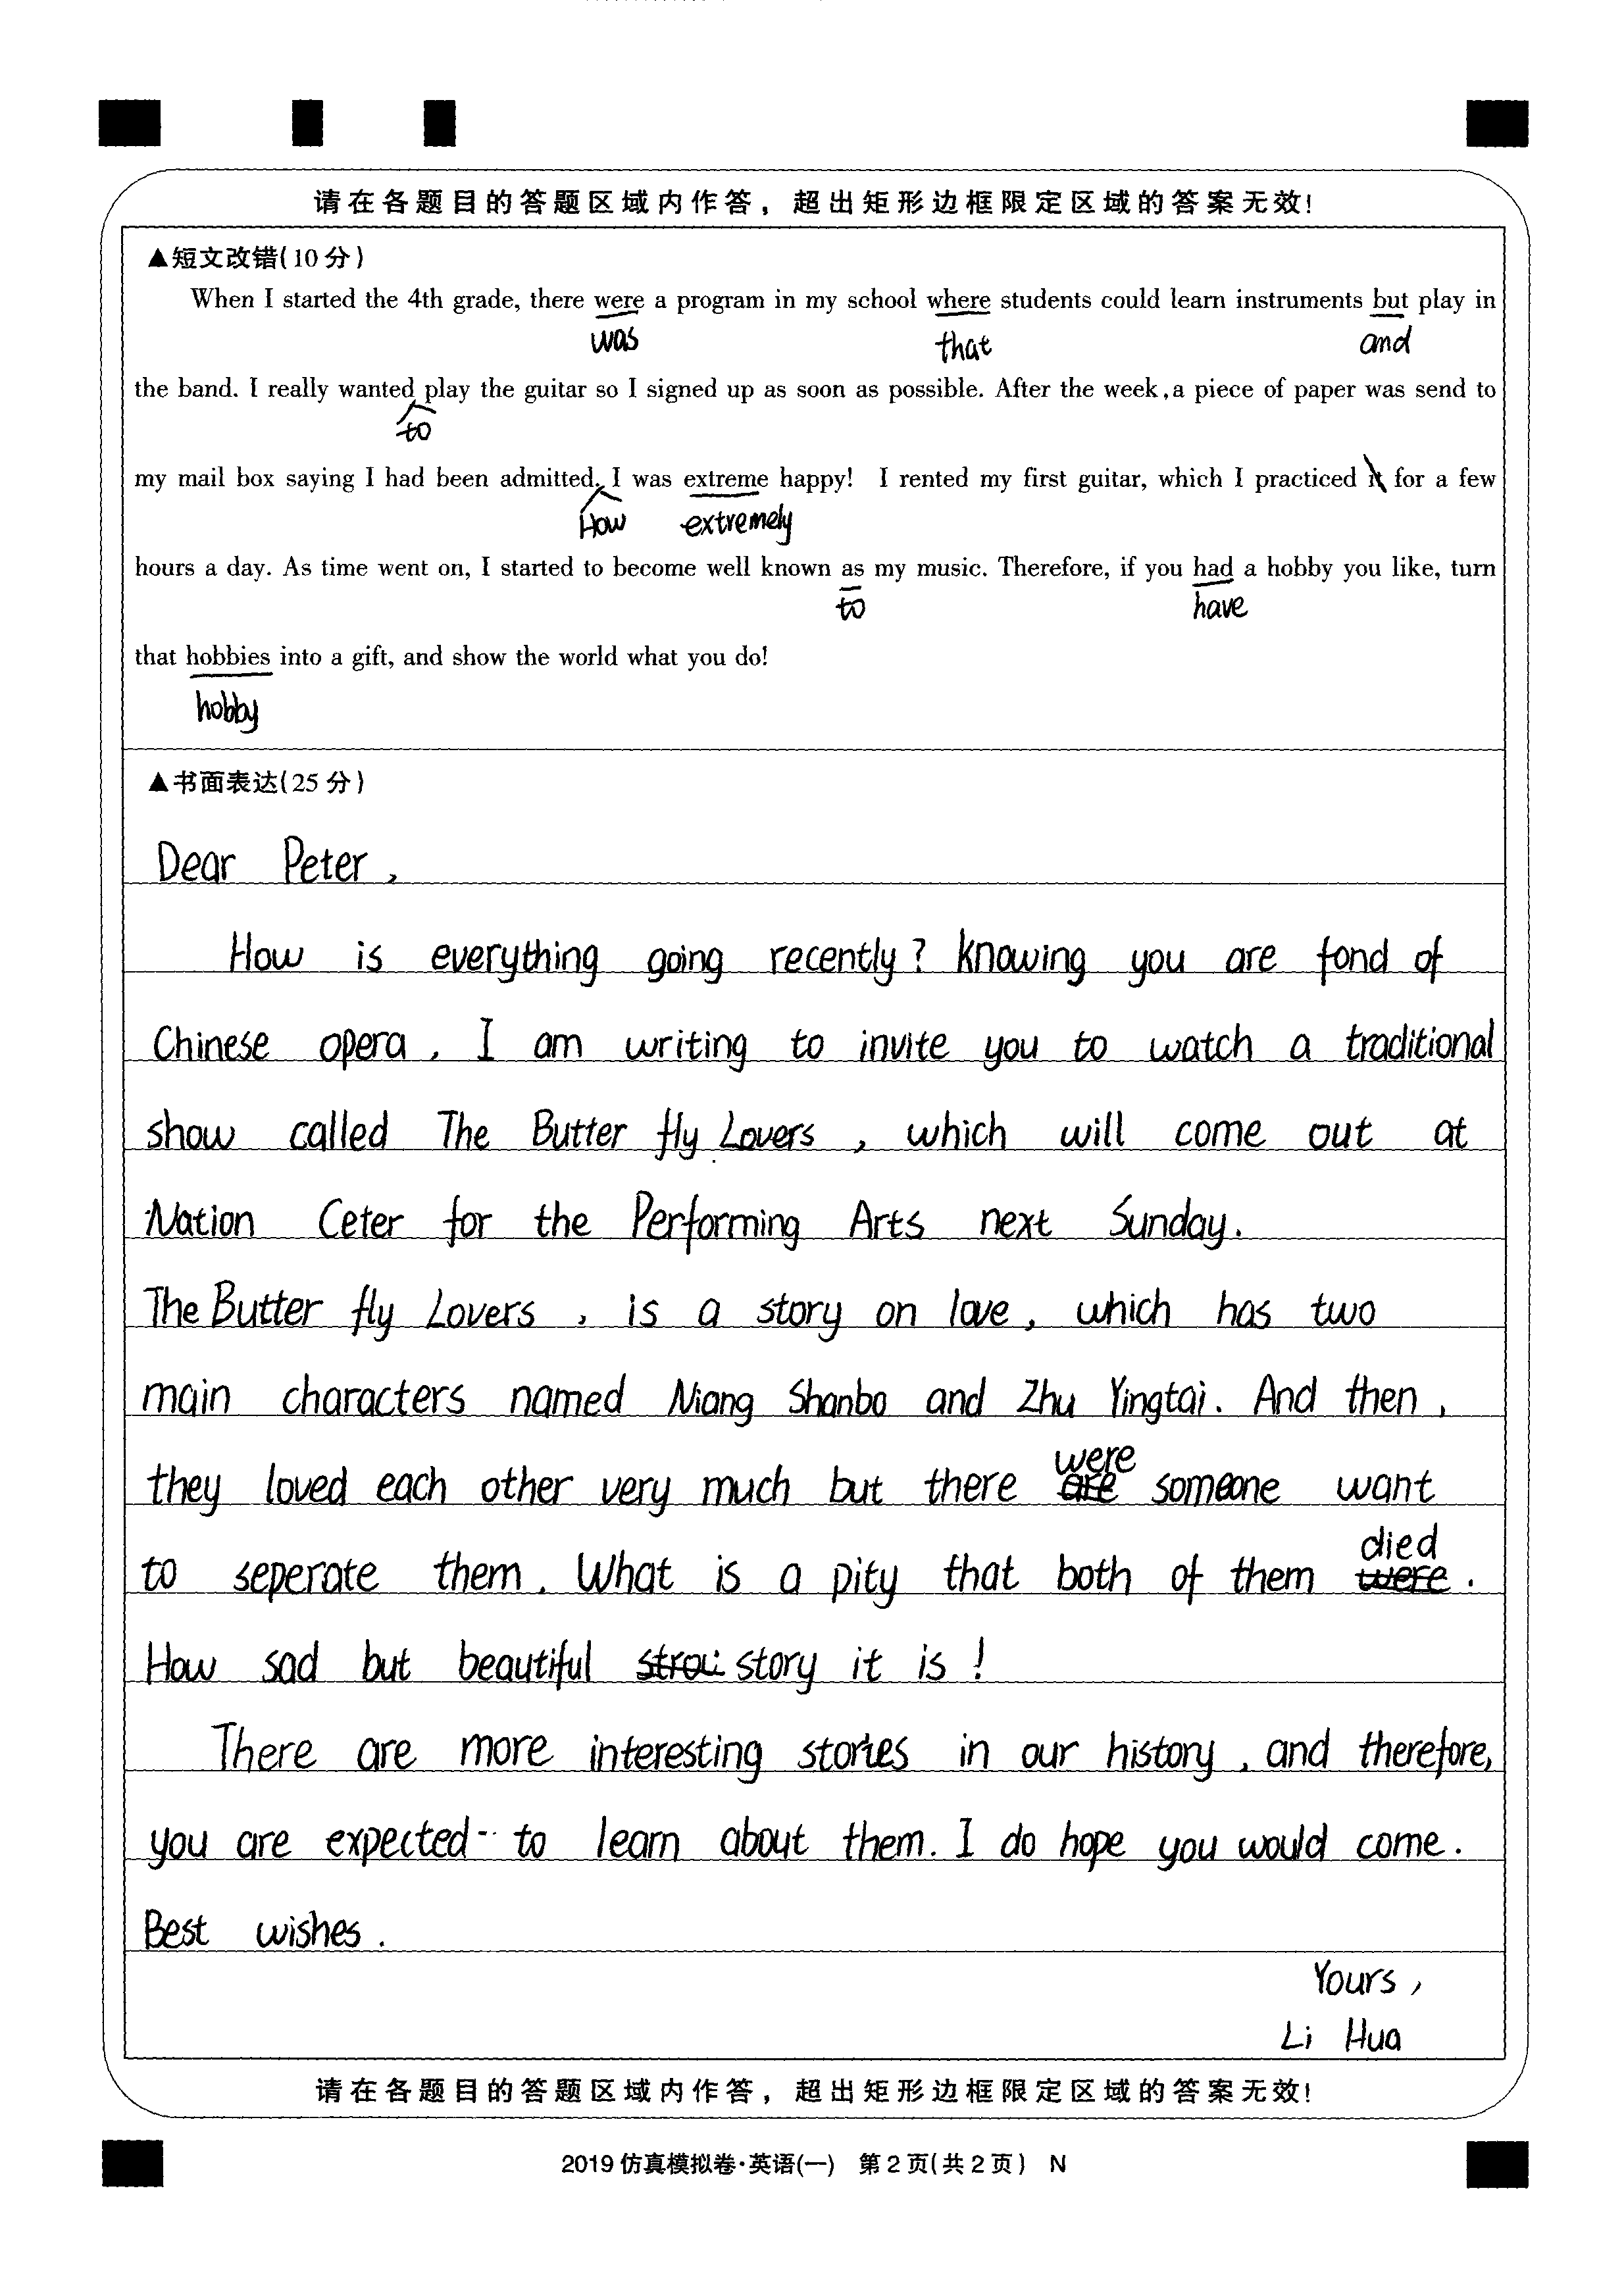 请在各题目的答题区域内作答，超出矩形边框限定区域的答案无效!
▲短文改错(10分)
When I started the 4th grade, there were a program in my school where students could learn instruments but play in
was that and
the band. I really wanted play the guitar so I signed up as soon as possible. After the week, a piece of paper was send to
to
my mail box saying I had been admitted. I was extreme happy! I rented my first guitar, which I practiced it for a few
How extremely
hours a day. As time went on, I started to become well known as my music. Therefore, if you had a hobby you like, turn
to have
that hobbies into a gift, and show the world what you do!
hobby
▲书面表达(25分)
Dear Peter,
How is everything going recently? Knowing you are fond of
Chinese opera, I am writing to invite you to watch a traditional
show called The Butter fly Lovers, which will come out at
Nation Ceter for the Performing Arts next Sunday.
The Butter fly Lovers, is a story on love, which has two
main characters named Niang Shanbo and Zhu Yingtai. And then,
were
they loved each other very much but there are someone want
died
to seperate them. What is a pity that both of them were.
How sad but beautiful story it is!
There are more interesting stories in our history, and therefore,
you are expected to learn about them. I do hope you would come.
Best wishes.
Yours,
Li Hua
请在各题目的答题区域内作答，超出矩形边框限定区域的答案无效!
2019仿真模拟卷·英语(一) 第2页(共2页) N